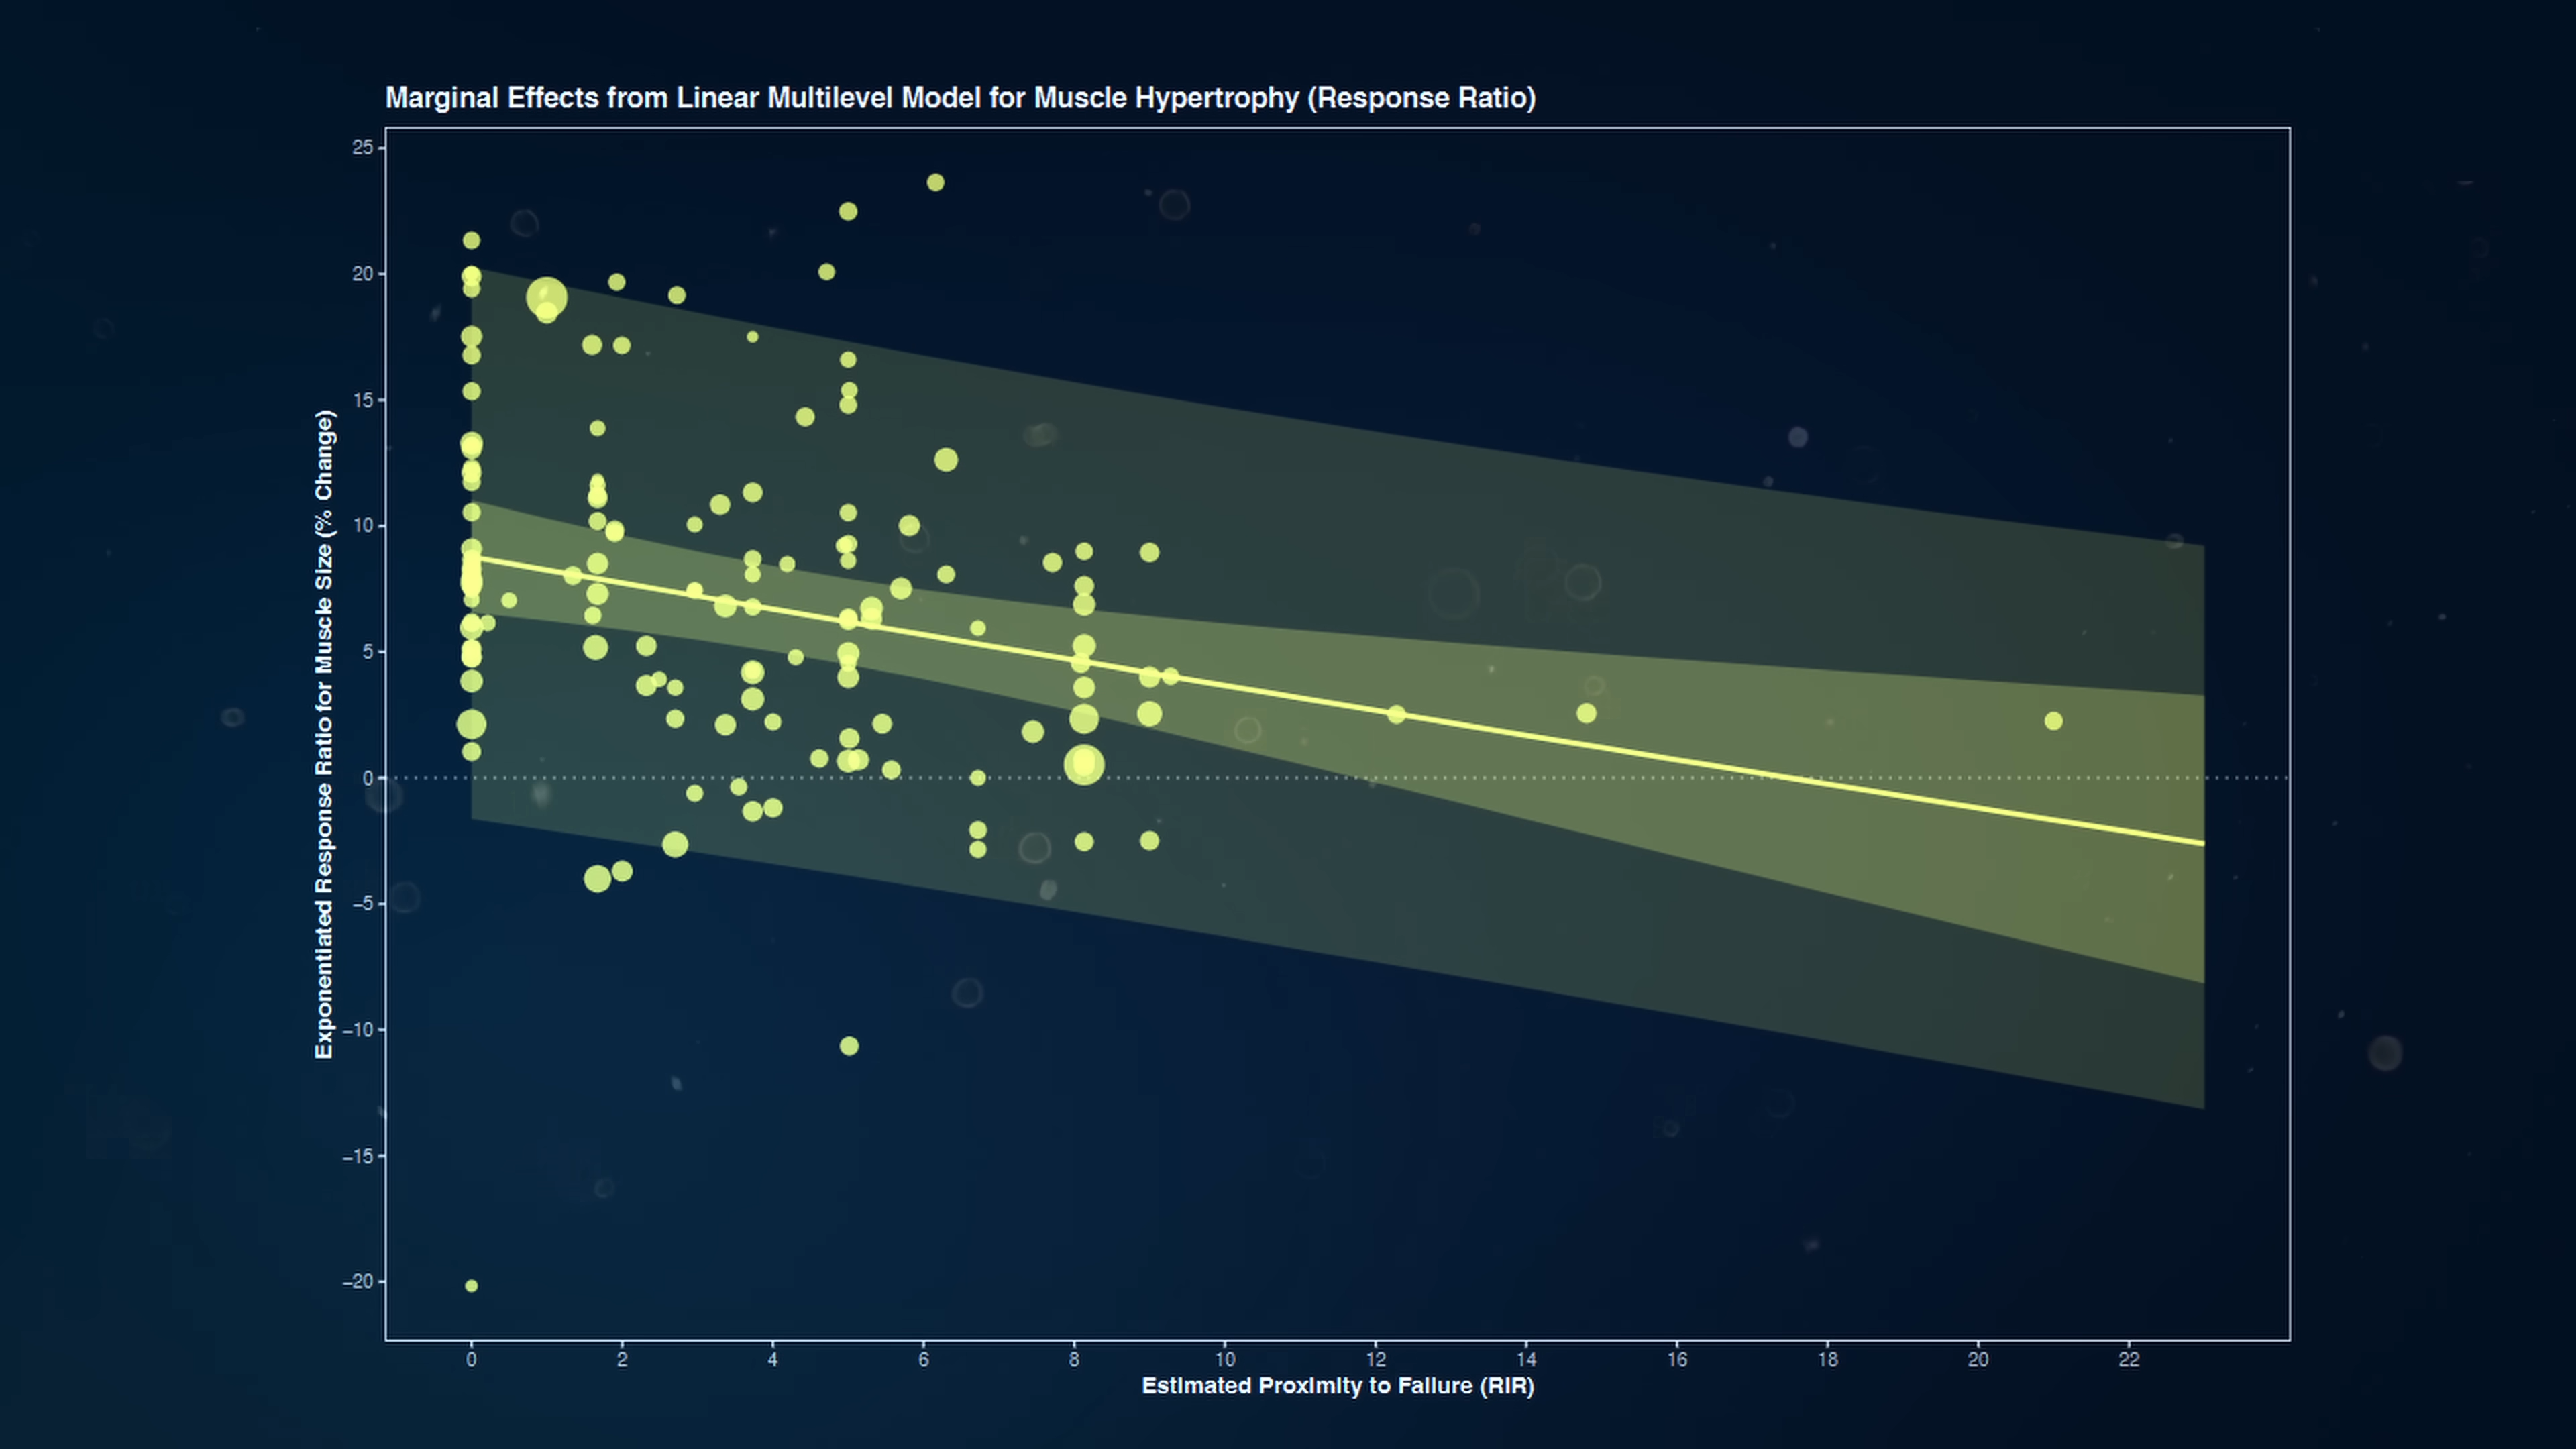 Marginal Effects from Linear Multilevel Model for Muscle Hypertrophy (Response Ratio)
Exponentiated Response Ratio for Muscle Size (% Change)
25
20
15
10
5
0
−5
−10
−15
−20
0 2 4 6 8 10 12 14 16 18 20 22
Estimated Proximity to Failure (RIR)